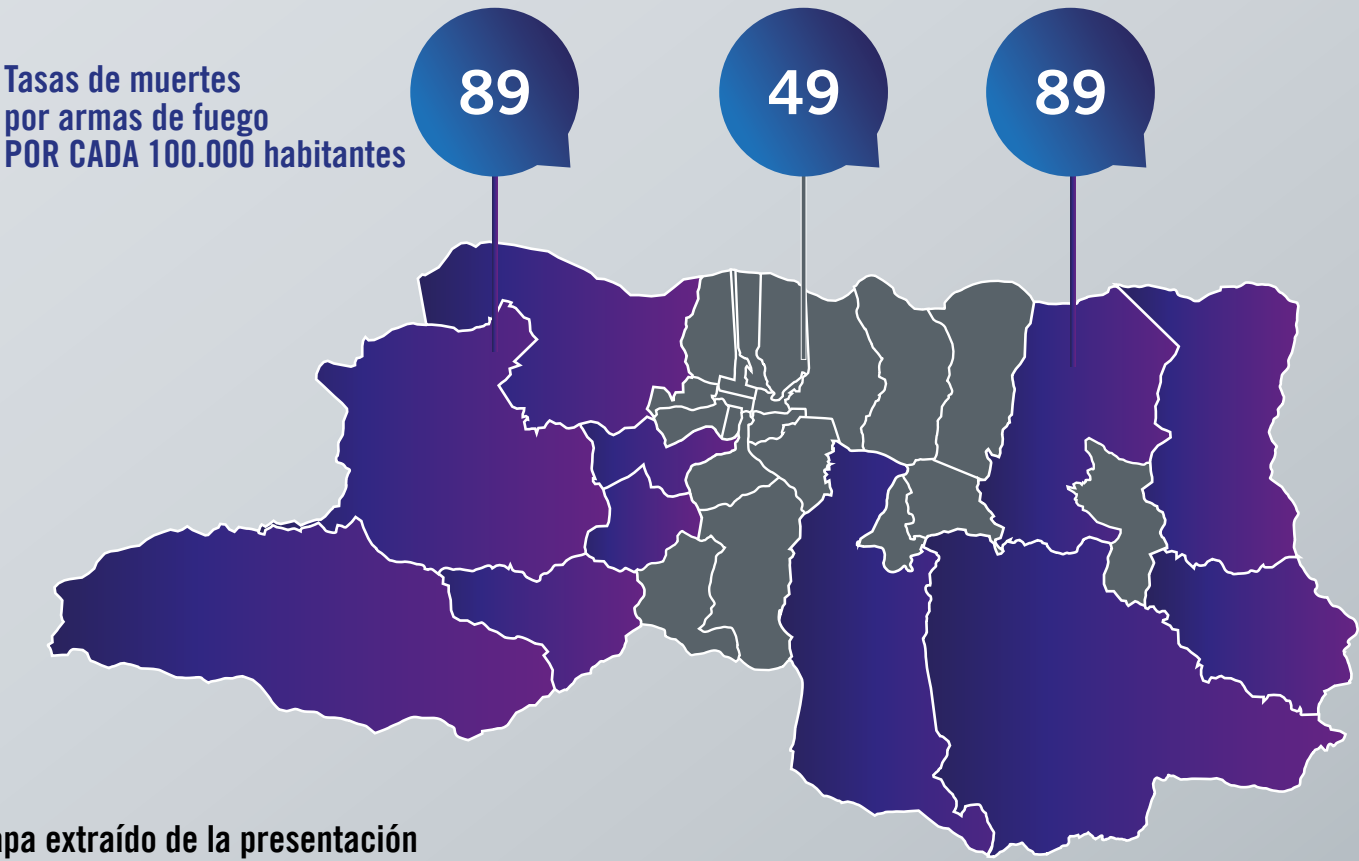 Tasas de muertes
por armas de fuego
POR CADA 100.000 habitantes
89
49
89
apa extraído de la presentación